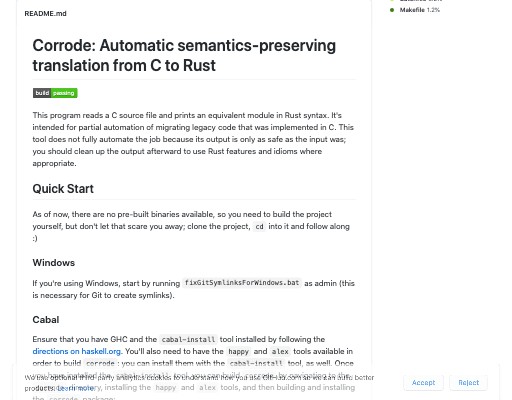 README.md
Makefile 1.2%
Corrode: Automatic semantics-preserving
translation from C to Rust
build passing
This program reads a C source file and prints an equivalent module in Rust syntax. It's
intended for partial automation of migrating legacy code that was implemented in C. This
tool does not fully automate the job because its output is only as safe as the input was;
you should clean up the output afterward to use Rust features and idioms where
appropriate.
Quick Start
As of now, there are no pre-built binaries available, so you need to build the project
yourself, but don't let that scare you away; clone the project, cd into it and follow along
:)
Windows
If you're using Windows, start by running fixGitSymlinksForWindows.bat as admin (this
is necessary for Git to create symlinks).
Cabal
Ensure that you have GHC and the cabal-install tool installed by following the
directions on haskell.org. You'll also need to have the happy and alex tools available in
order to build corrode: you can install them with the cabal-install tool, as well. Once
We use optional third-party analytics cookies to understand how you use GitHub.com so we can build better
products. Learn more.
directory, installing the happy and alex tools, and then building and installing
the corrode package:
Accept
Reject